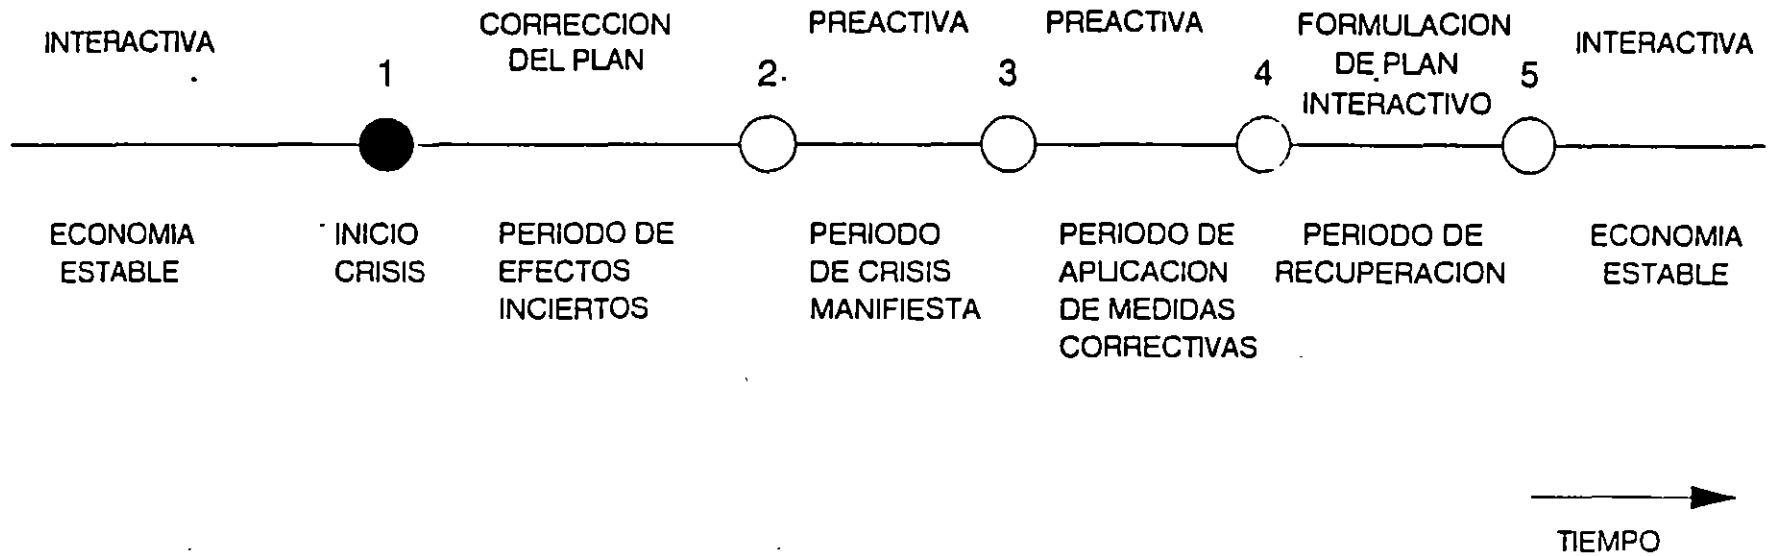 INTERACTIVA
CORRECCION
DEL PLAN
PREACTIVA
PREACTIVA
FORMULACION
DE PLAN
INTERACTIVO
INTERACTIVA
1
2
3
4
5
ECONOMIA
ESTABLE
INICIO
CRISIS
PERIODO DE
EFECTOS
INCIERTOS
PERIODO
DE CRISIS
MANIFIESTA
PERIODO DE
APLICACION
DE MEDIDAS
CORRECTIVAS
PERIODO DE
RECUPERACION
ECONOMIA
ESTABLE
TIEMPO